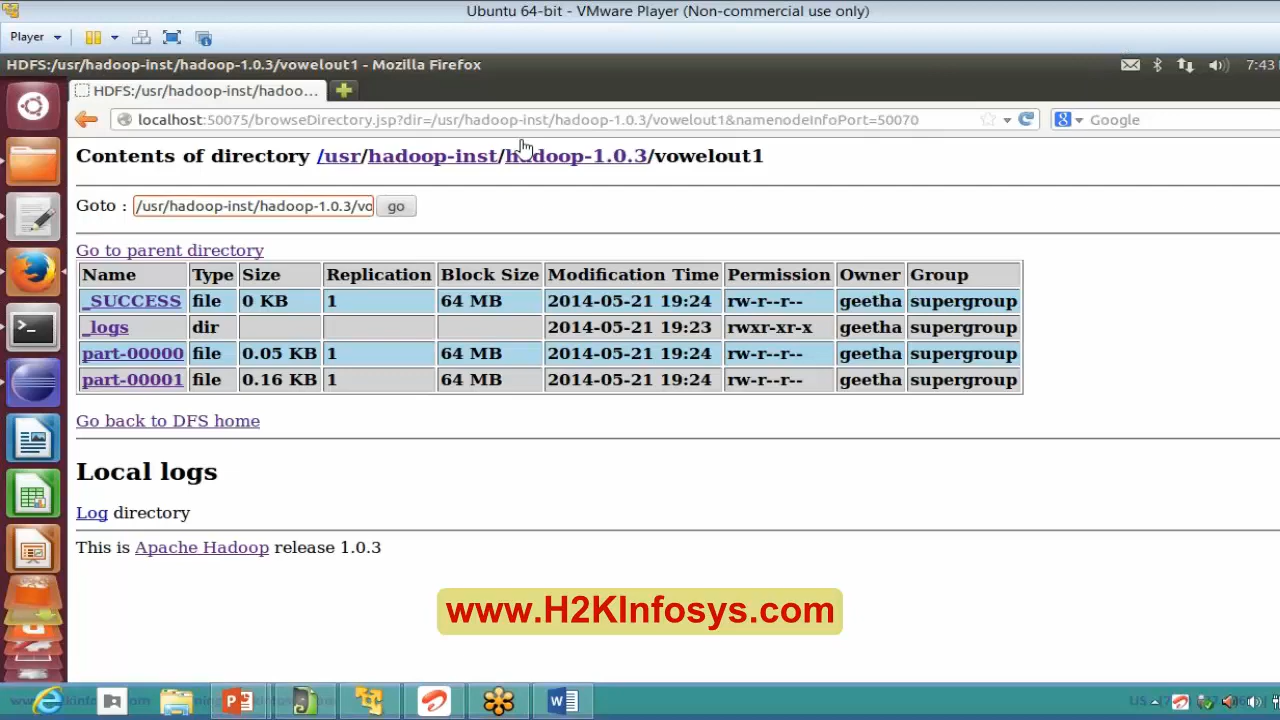 Ubuntu 64-bit - VMware Player (Non-commercial use only)
Player
HDFS:/usr/hadoop-inst/hadoop-1.0.3/vowelout1 - Mozilla Firefox
7:43
HDFS:/usr/hadoop-inst/hadoo...
localhost:50075/browseDirectory.jsp?dir=/usr/hadoop-inst/hadoop-1.0.3/vowelout1&namenodeInfoPort=50070
Google
Contents of directory /usr/hadoop-inst/hadoop-1.0.3/vowelout1
Goto : /usr/hadoop-inst/hadoop-1.0.3/vo go
Go to parent directory
Name Type Size Replication Block Size Modification Time Permission Owner Group
_SUCCESS file 0 KB 1 64 MB 2014-05-21 19:24 rw-r--r-- geetha supergroup
_logs dir 2014-05-21 19:23 rwxr-xr-x geetha supergroup
part-00000 file 0.05 KB 1 64 MB 2014-05-21 19:24 rw-r--r-- geetha supergroup
part-00001 file 0.16 KB 1 64 MB 2014-05-21 19:24 rw-r--r-- geetha supergroup
Go back to DFS home
Local logs
Log directory
This is Apache Hadoop release 1.0.3
www.H2KInfosys.com